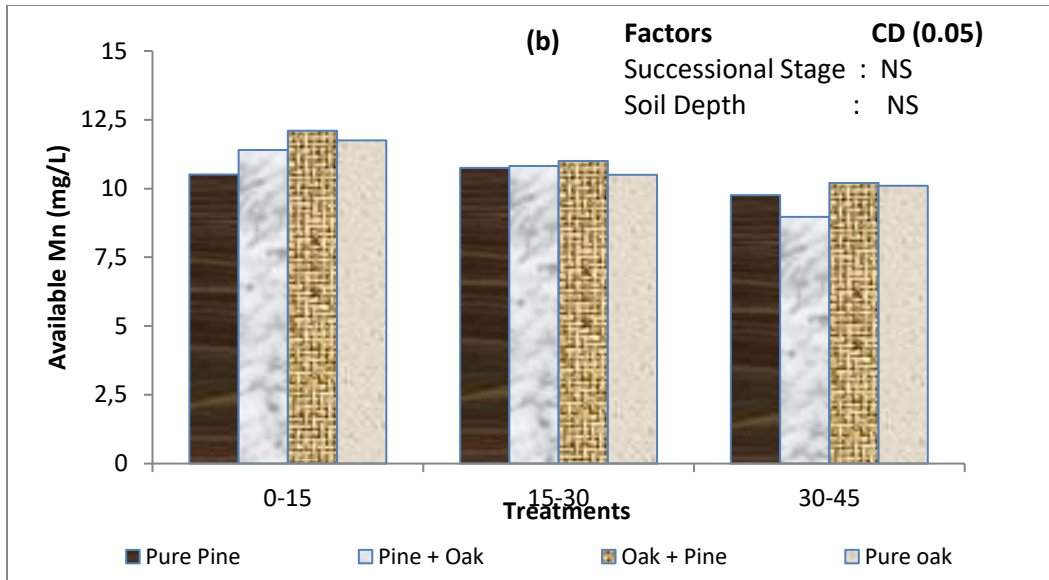 (b)
Factors CD (0.05)
Successional Stage : NS
Soil Depth : NS
Available Mn (mg/L)
15
12,5
10
7,5
5
2,5
0
0-15 15-30 30-45
Treatments
Pure Pine Pine + Oak Oak + Pine Pure oak